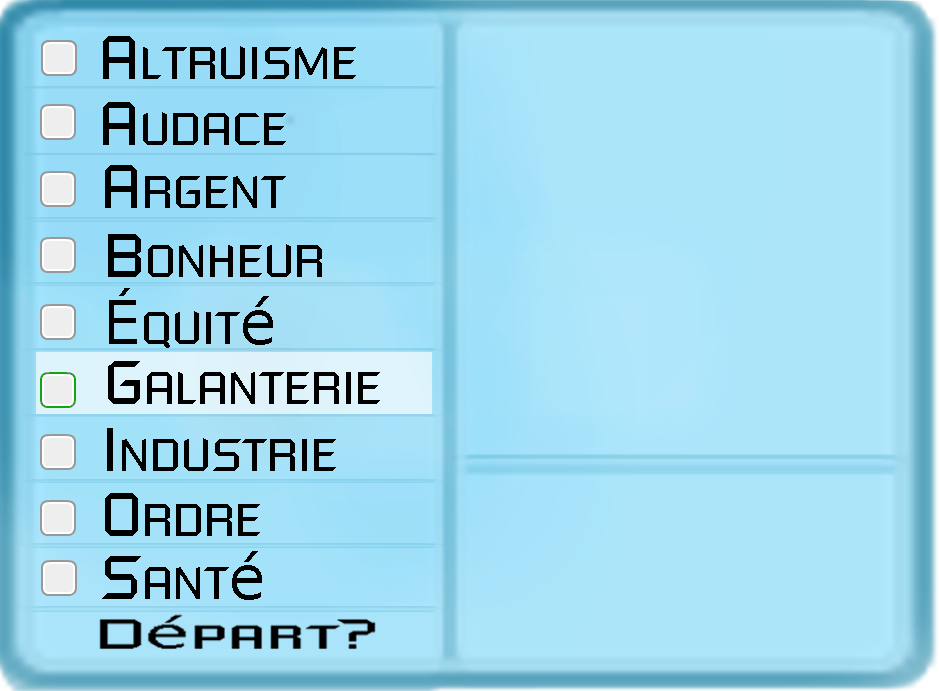 Altruisme
Audace
Argent
Bonheur
Équité
Galanterie
Industrie
Ordre
Santé
Départ?